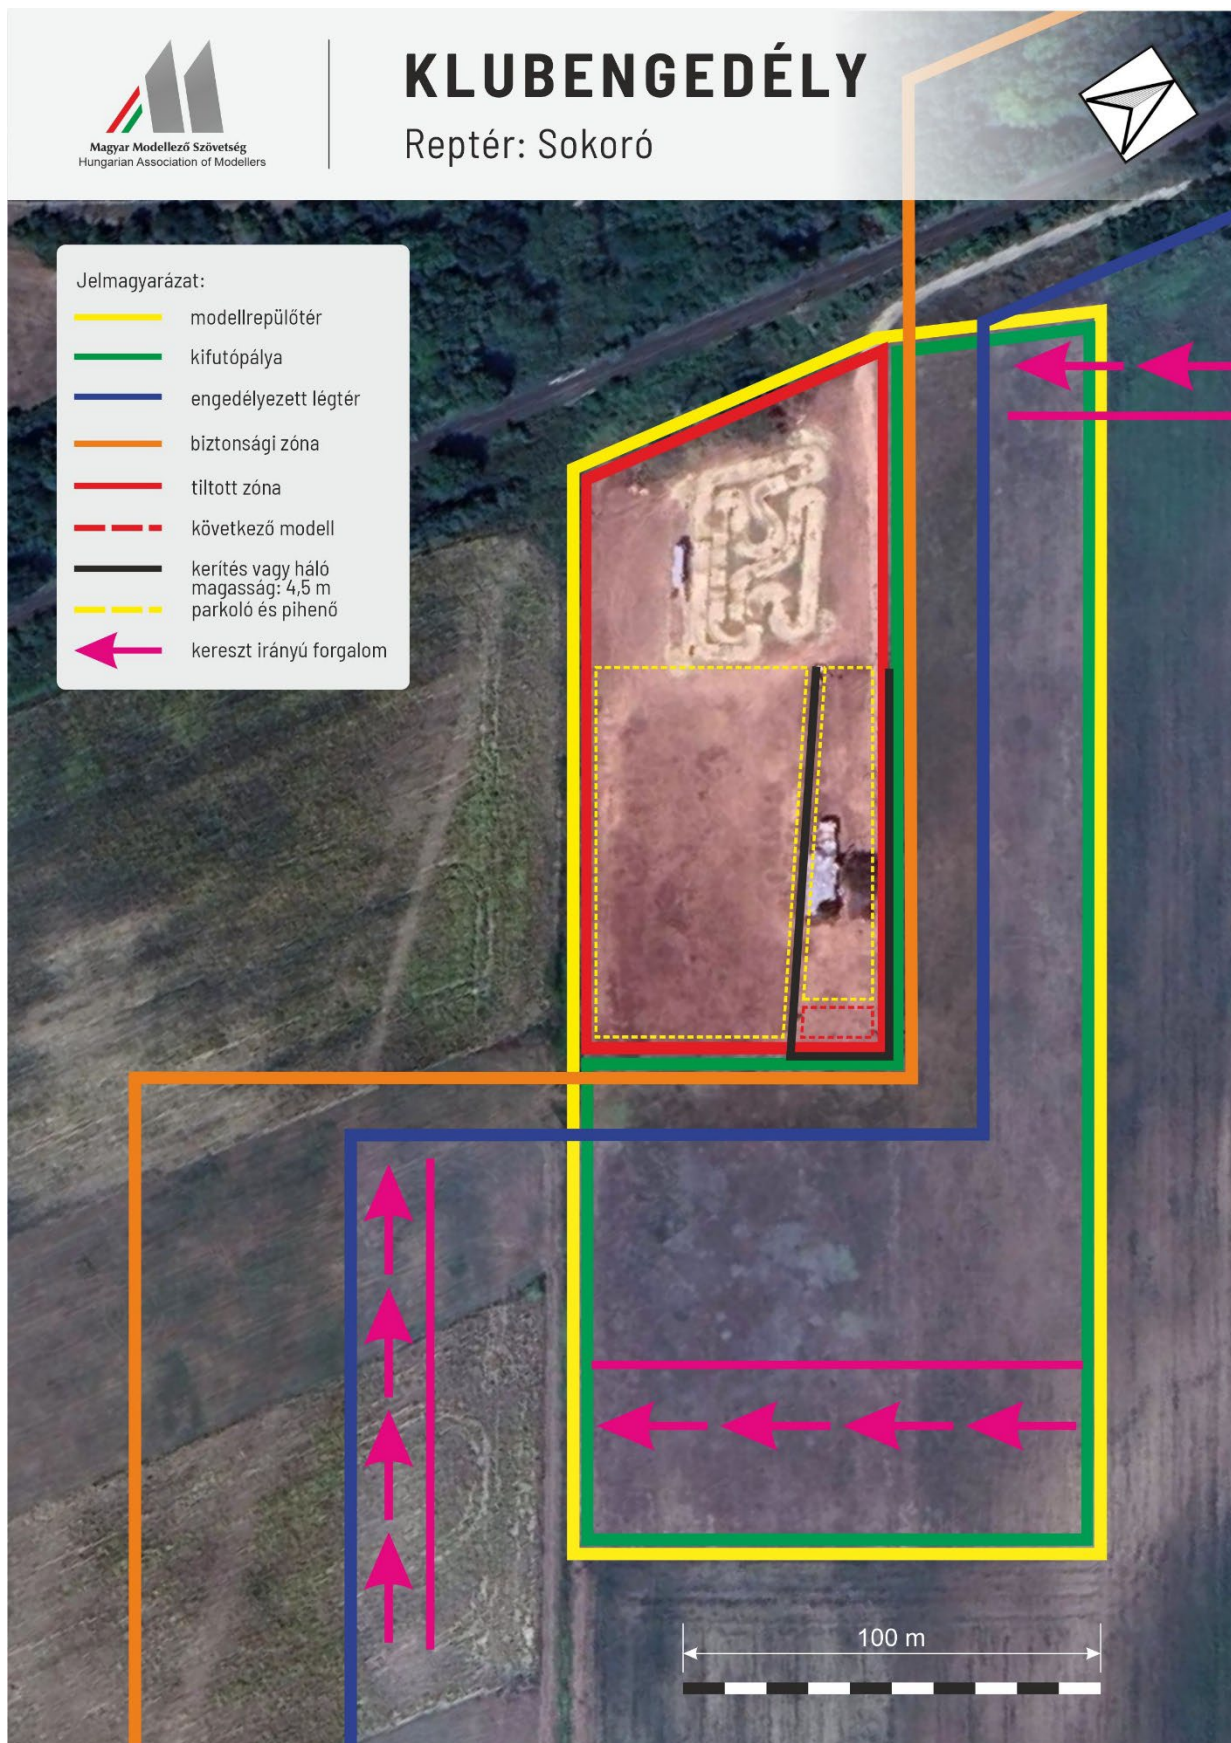 KLUBENGEDÉLY
Reptér: Sokoró
Magyar Modellező Szövetség
Hungarian Association of Modellers
Jelmagyarázat:
modellrepülőtér
kifutópálya
engedélyezett légtér
biztonsági zóna
tiltott zóna
következő modell
kerítés vagy háló
magasság: 4,5 m
parkoló és pihenő
kereszt irányú forgalom
100 m